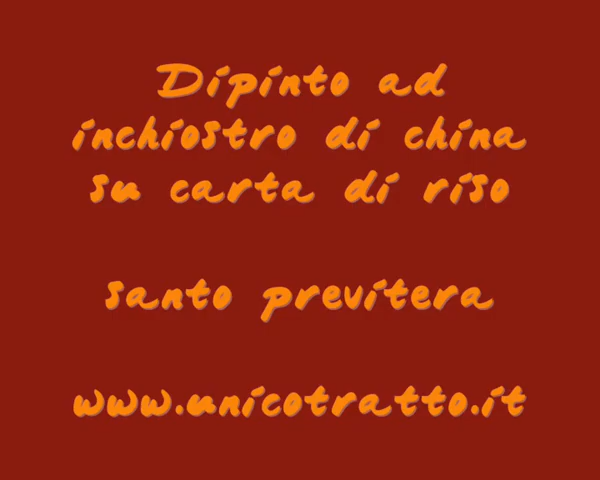 Dipinto ad
inchiostro di china
su carta di riso
santo previtera
www.unicotratto.it